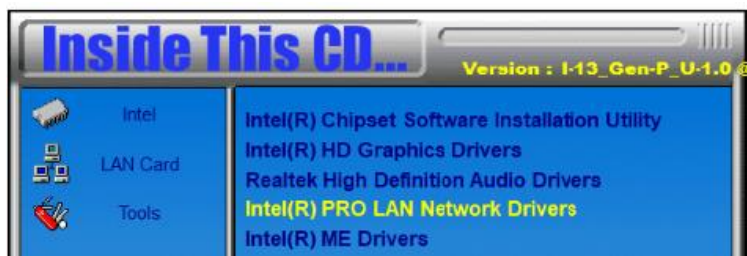 Inside This CD...
Version : I-13_Gen-P_U-1.0
Intel
LAN Card
Tools
Intel(R) Chipset Software Installation Utility
Intel(R) HD Graphics Drivers
Realtek High Definition Audio Drivers
Intel(R) PRO LAN Network Drivers
Intel(R) ME Drivers